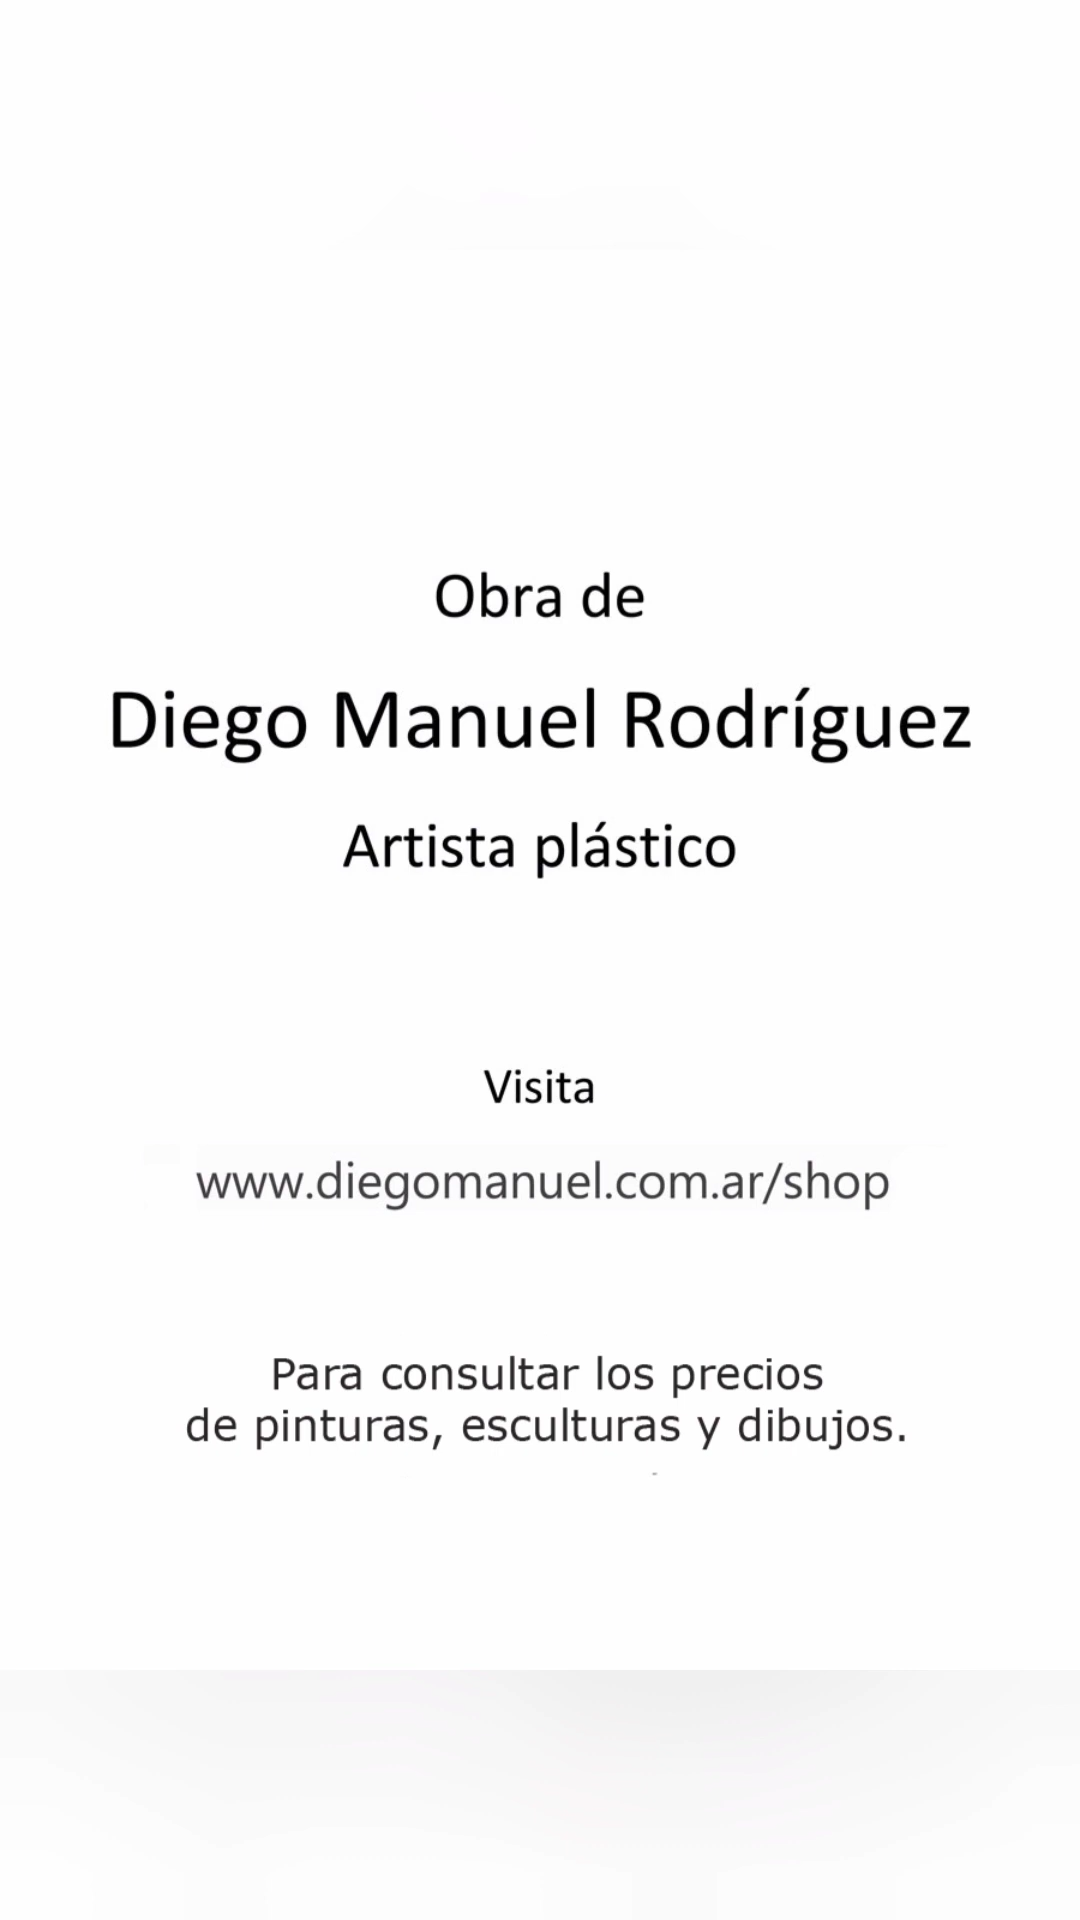 Obra de
Diego Manuel Rodríguez
Artista plástico
Visita
www.diegomanuel.com.ar/shop
Para consultar los precios
de pinturas, esculturas y dibujos.